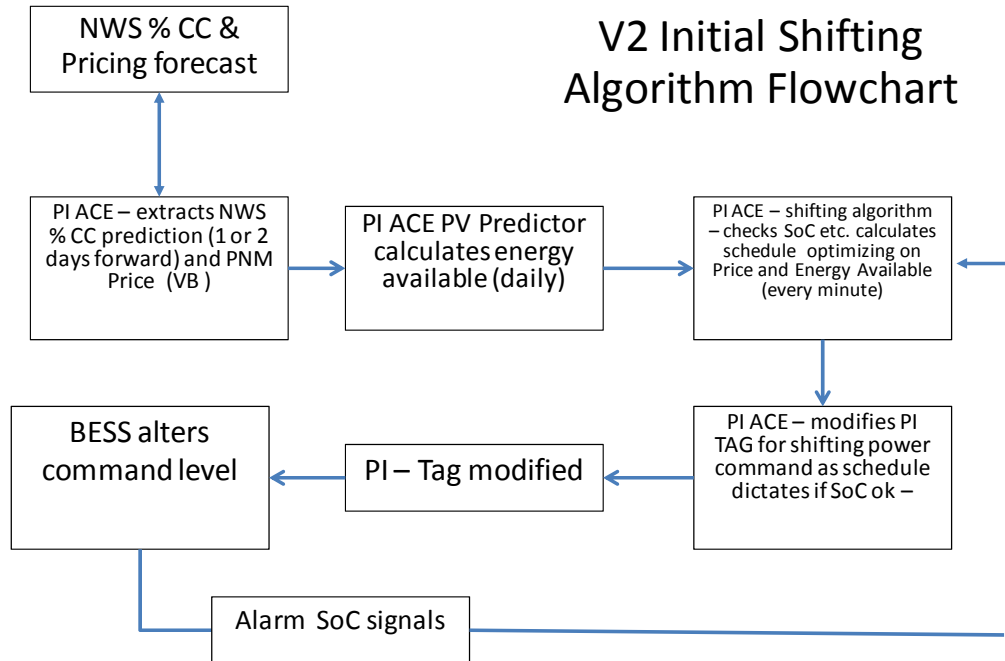 NWS % CC &
Pricing forecast
V2 Initial Shifting
Algorithm Flowchart
PI ACE – extracts NWS
% CC prediction (1 or 2
days forward) and PNM
Price (VB )
PI ACE PV Predictor
calculates energy
available (daily)
PI ACE – shifting algorithm
– checks SoC etc. calculates
schedule optimizing on
Price and Energy Available
(every minute)
PI ACE – modifies PI
TAG for shifting power
command as schedule
dictates if SoC ok –
PI – Tag modified
BESS alters
command level
Alarm SoC signals